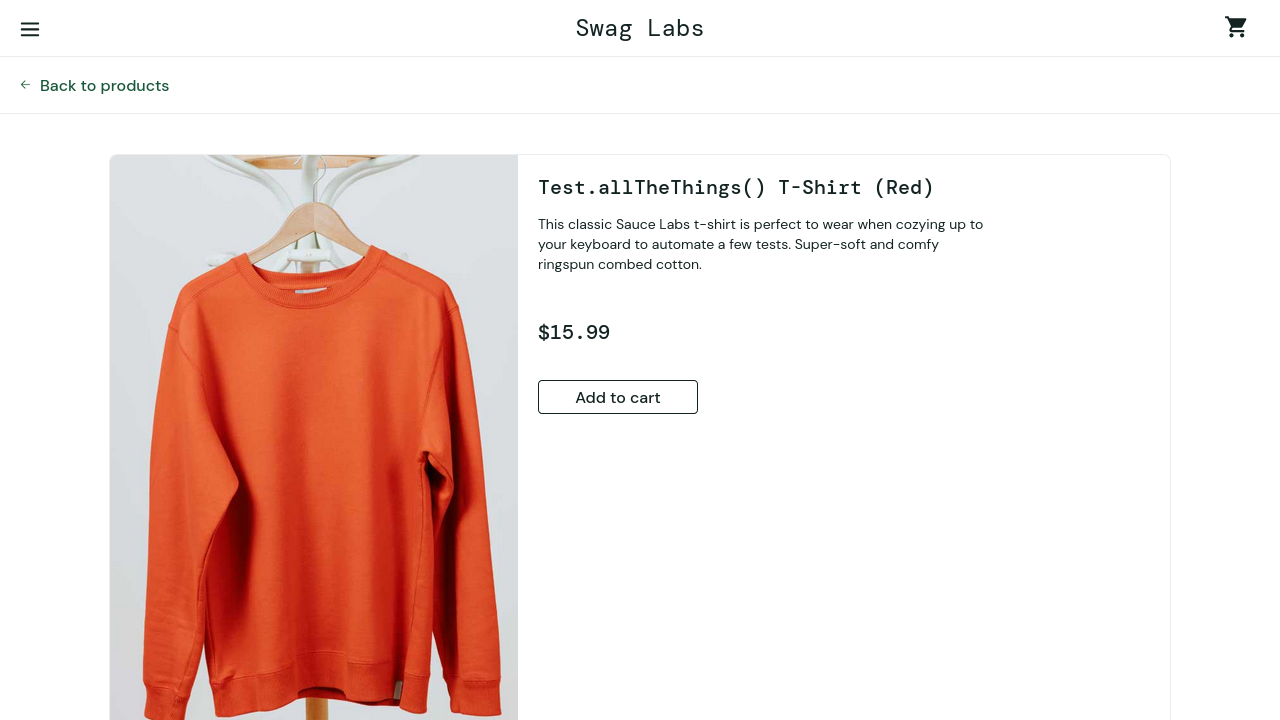 Swag Labs
Back to products
Test.allTheThings() T-Shirt (Red)
This classic Sauce Labs t-shirt is perfect to wear when cozying up to
your keyboard to automate a few tests. Super-soft and comfy
ringspun combed cotton.
$15.99
Add to cart